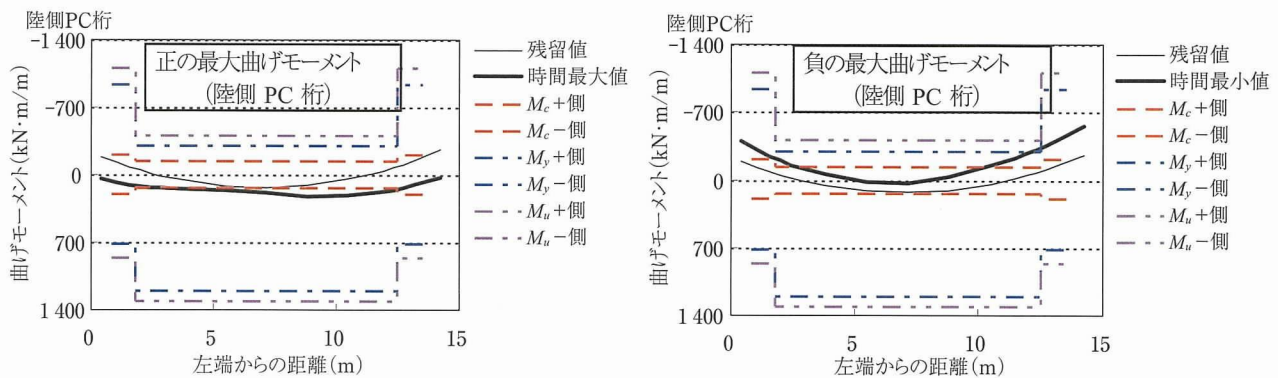 陸側PC桁
-1 400
-700
0
700
1 400
曲げモーメント(kN·m/m)
正の最大曲げモーメント
(陸側 PC 桁)
0
5
10
15
左端からの距離(m)
残留値
時間最大値
Mc+側
Mc−側
My+側
My−側
Mu+側
Mu−側
陸側PC桁
-1 400
-700
0
700
1 400
曲げモーメント(kN·m/m)
負の最大曲げモーメント
(陸側 PC 桁)
0
5
10
15
左端からの距離(m)
残留値
時間最小値
Mc+側
Mc−側
My+側
My−側
Mu+側
Mu−側